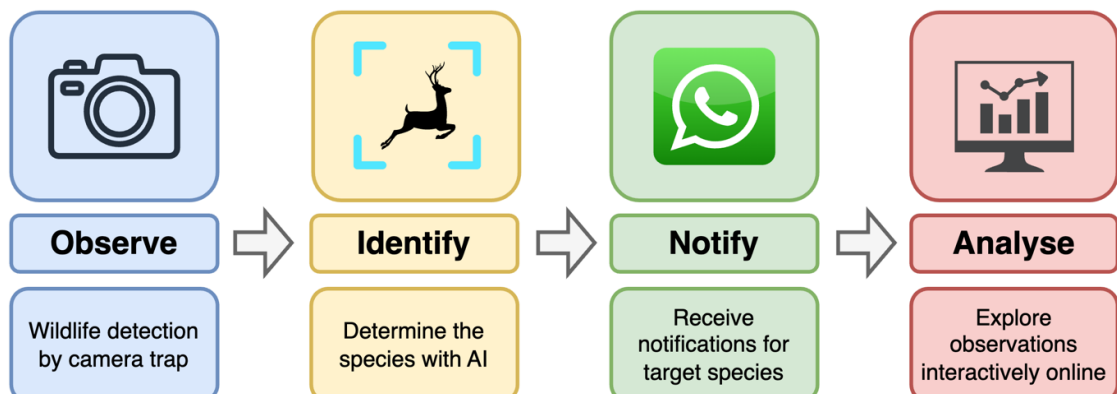 Observe
Identify
Notify
Analyse
Wildlife detection
by camera trap
Determine the
species with AI
Receive
notifications for
target species
Explore
observations
interactively online